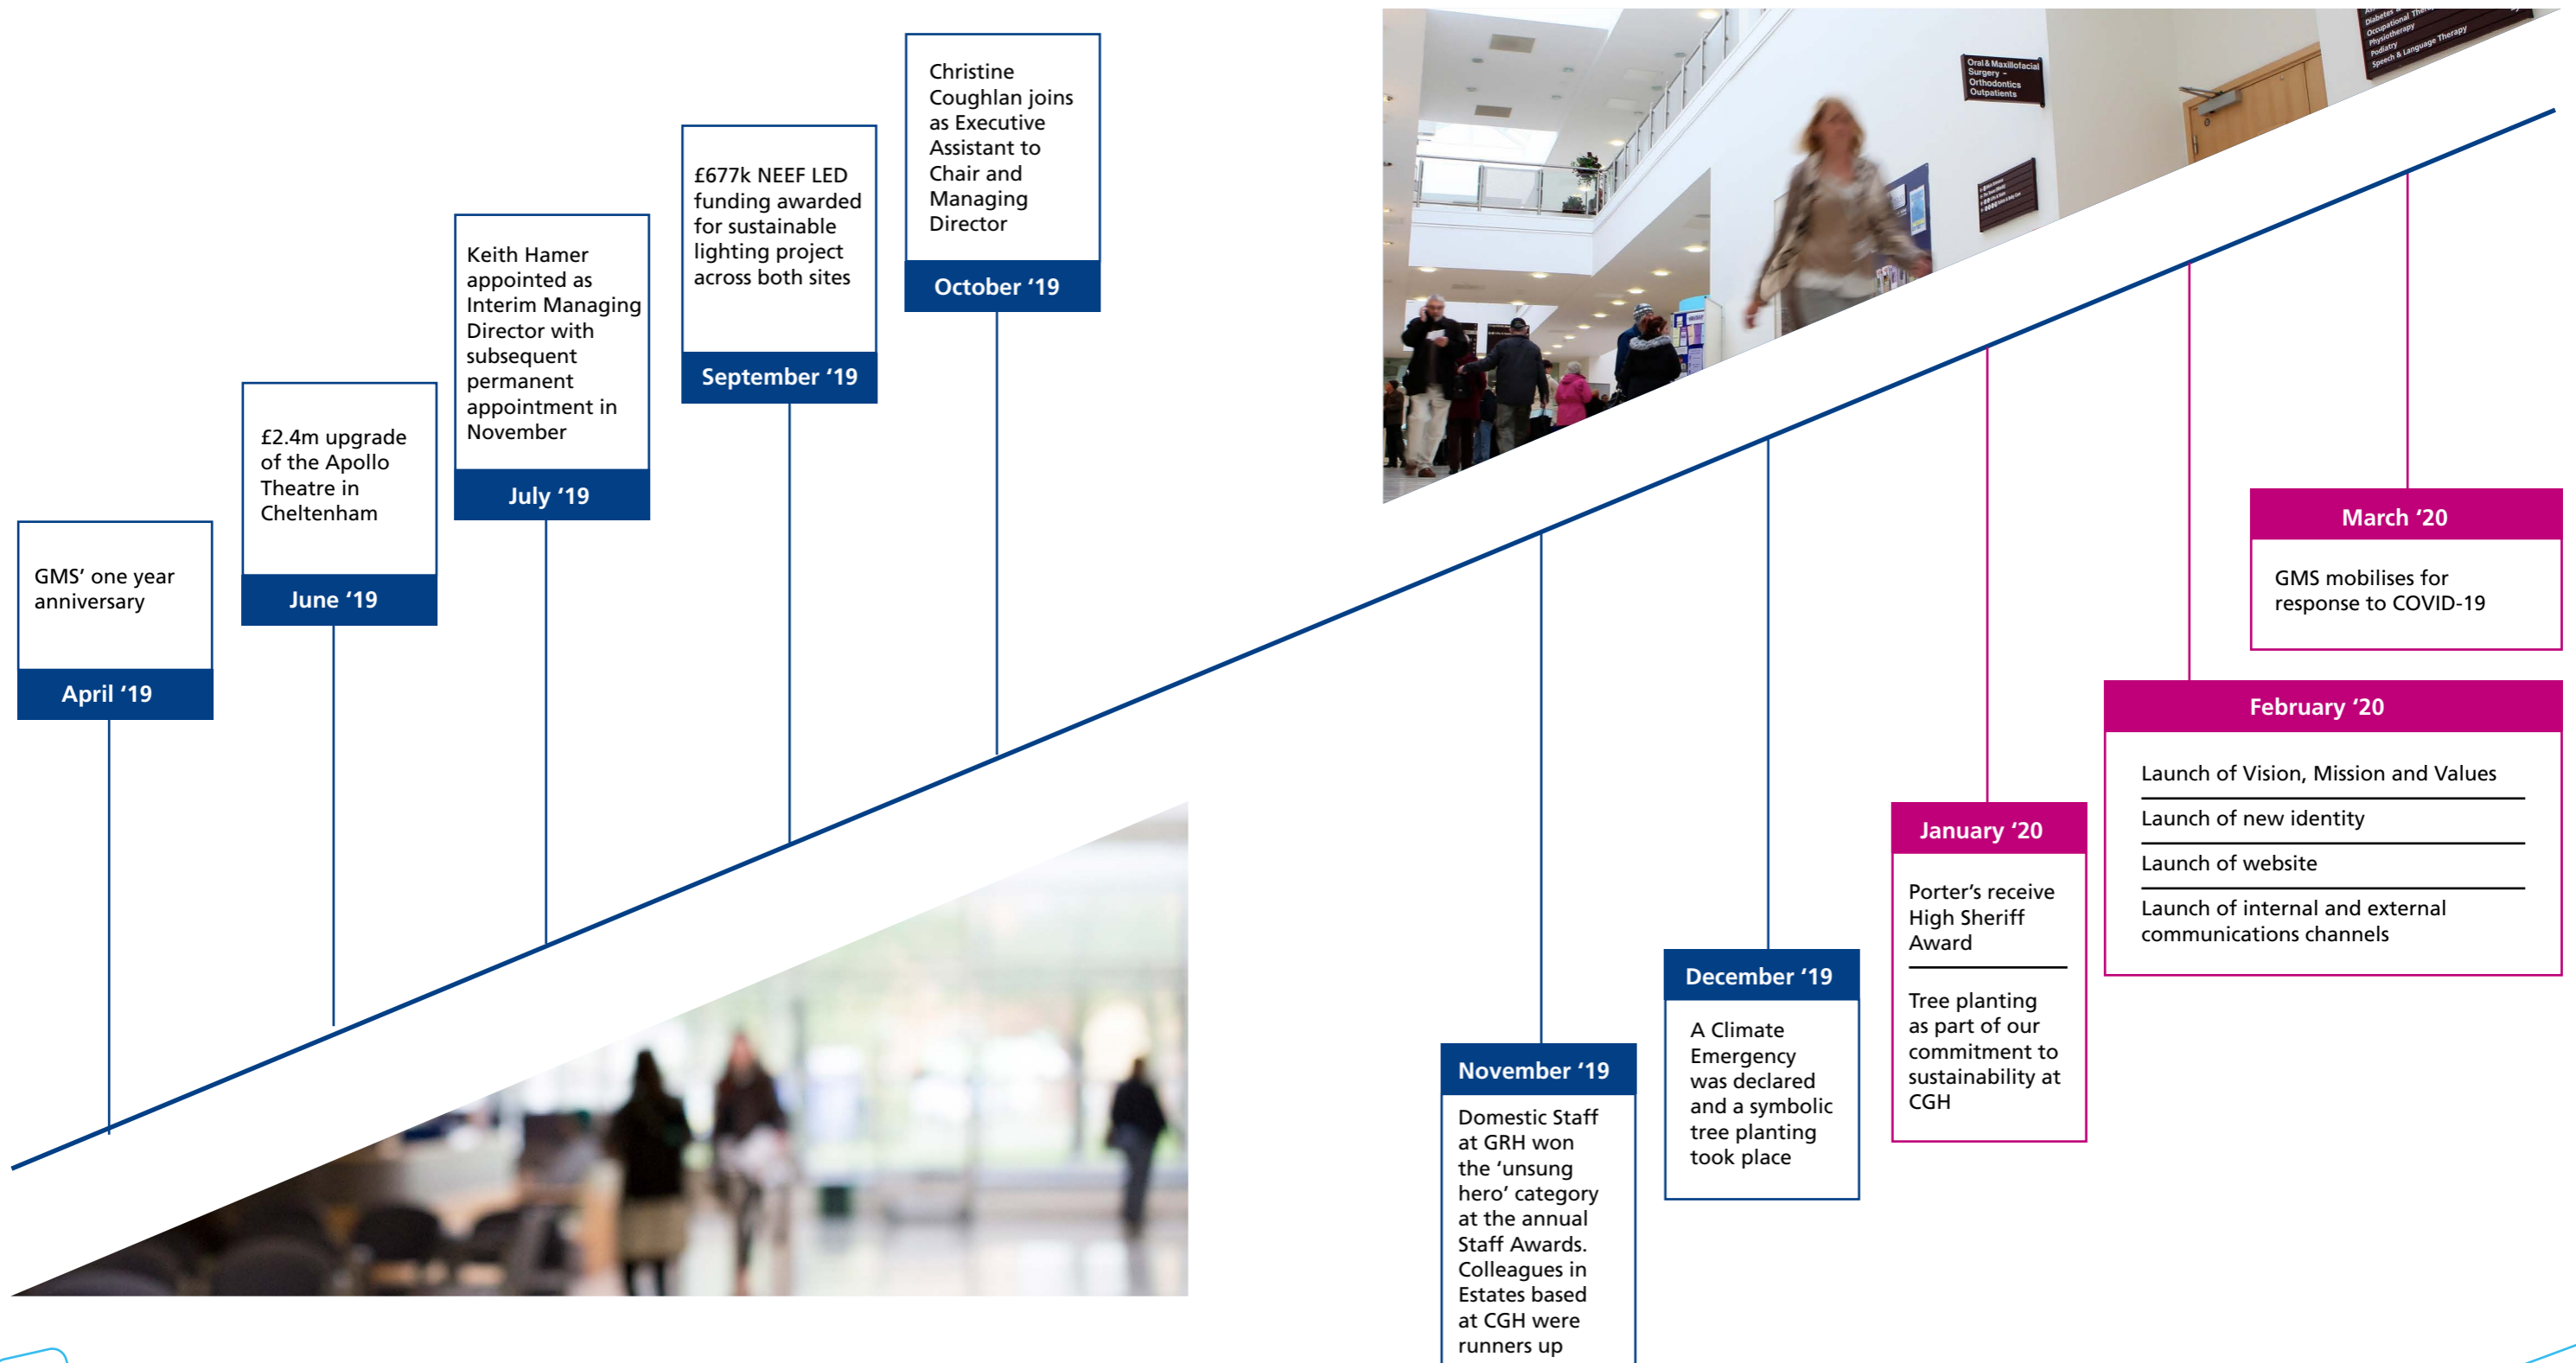 GMS’ one year
anniversary
April ‘19
£2.4m upgrade
of the Apollo
Theatre in
Cheltenham
June ‘19
Keith Hamer
appointed as
Interim Managing
Director with
subsequent
permanent
appointment in
November
July ‘19
£677k NEEF LED
funding awarded
for sustainable
lighting project
across both sites
September ‘19
Christine
Coughlan joins
as Executive
Assistant to
Chair and
Managing
Director
October ‘19
Oral & Maxillofacial
Surgery -
Orthodontics
Outpatients
Diabetes
Occupational
Physiotherapy
Podiatry
Speech & Language Therapy
November ‘19
Domestic Staff
at GRH won
the ‘unsung
hero’ category
at the annual
Staff Awards.
Colleagues in
Estates based
at CGH were
runners up
December ‘19
A Climate
Emergency
was declared
and a symbolic
tree planting
took place
January ‘20
Porter’s receive
High Sheriff
Award
Tree planting
as part of our
commitment to
sustainability at
CGH
February ‘20
Launch of Vision, Mission and Values
Launch of new identity
Launch of website
Launch of internal and external
communications channels
March ‘20
GMS mobilises for
response to COVID-19